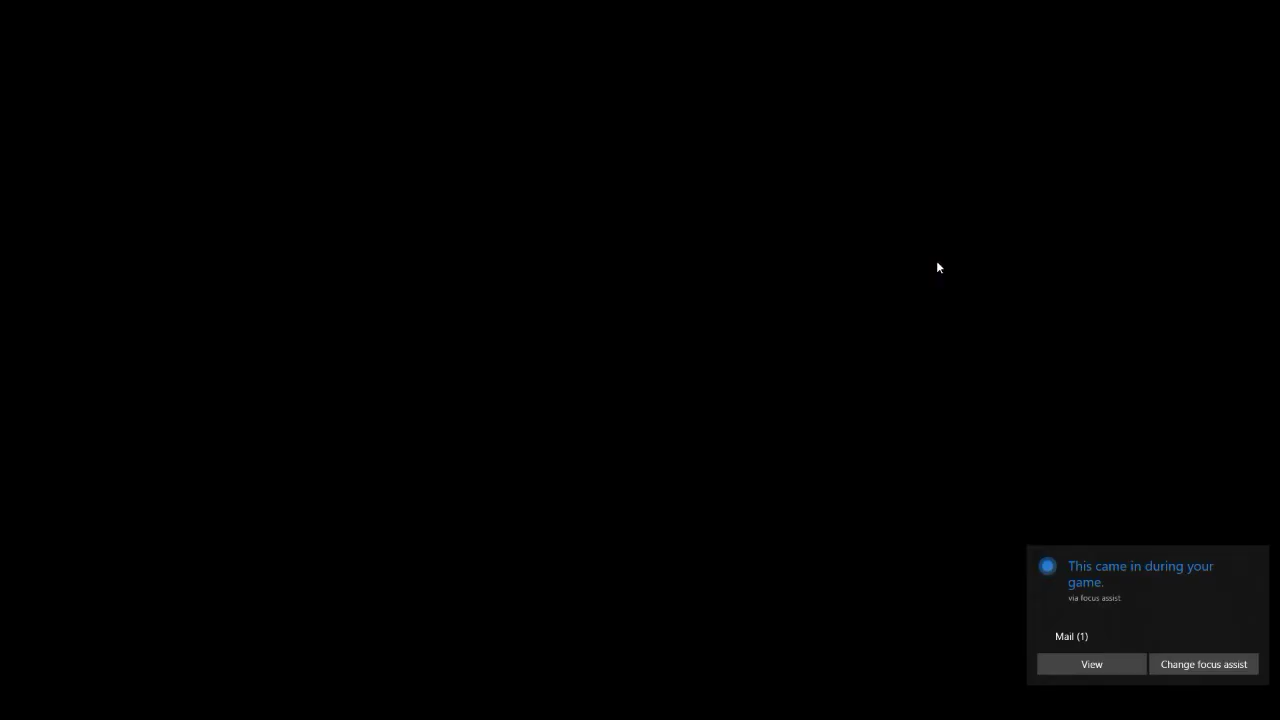 This came in during your
game.
via focus assist
Mail (1)
View
Change focus assist